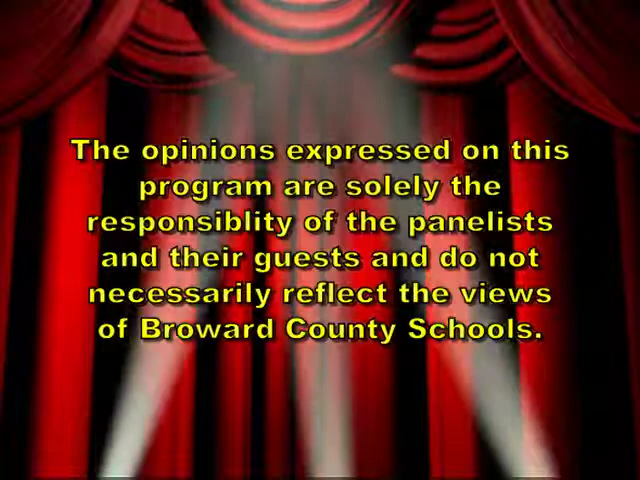 The opinions expressed on this
program are solely the
responsiblity of the panelists
and their guests and do not
necessarily reflect the views
of Broward County Schools.